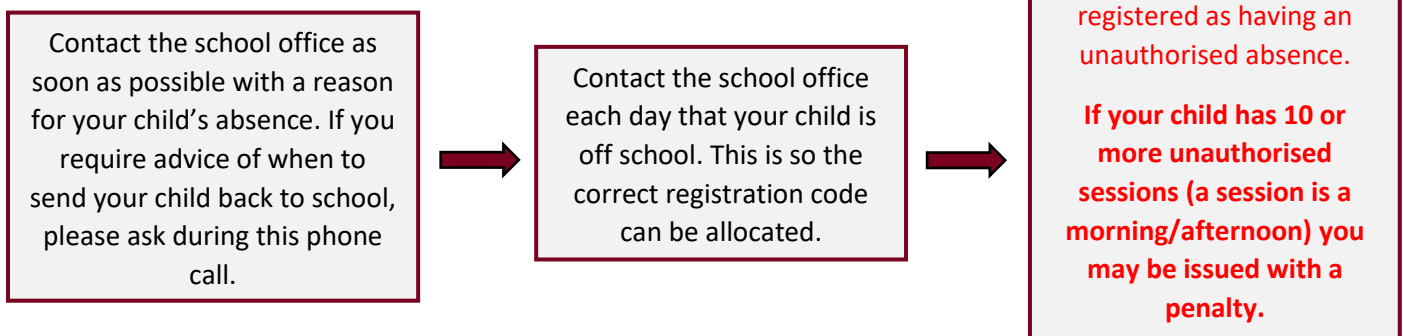 Contact the school office as
soon as possible with a reason
for your child’s absence. If you
require advice of when to
send your child back to school,
please ask during this phone
call.
Contact the school office
each day that your child is
off school. This is so the
correct registration code
can be allocated.
registered as having an
unauthorised absence.
If your child has 10 or
more unauthorised
sessions (a session is a
morning/afternoon) you
may be issued with a
penalty.